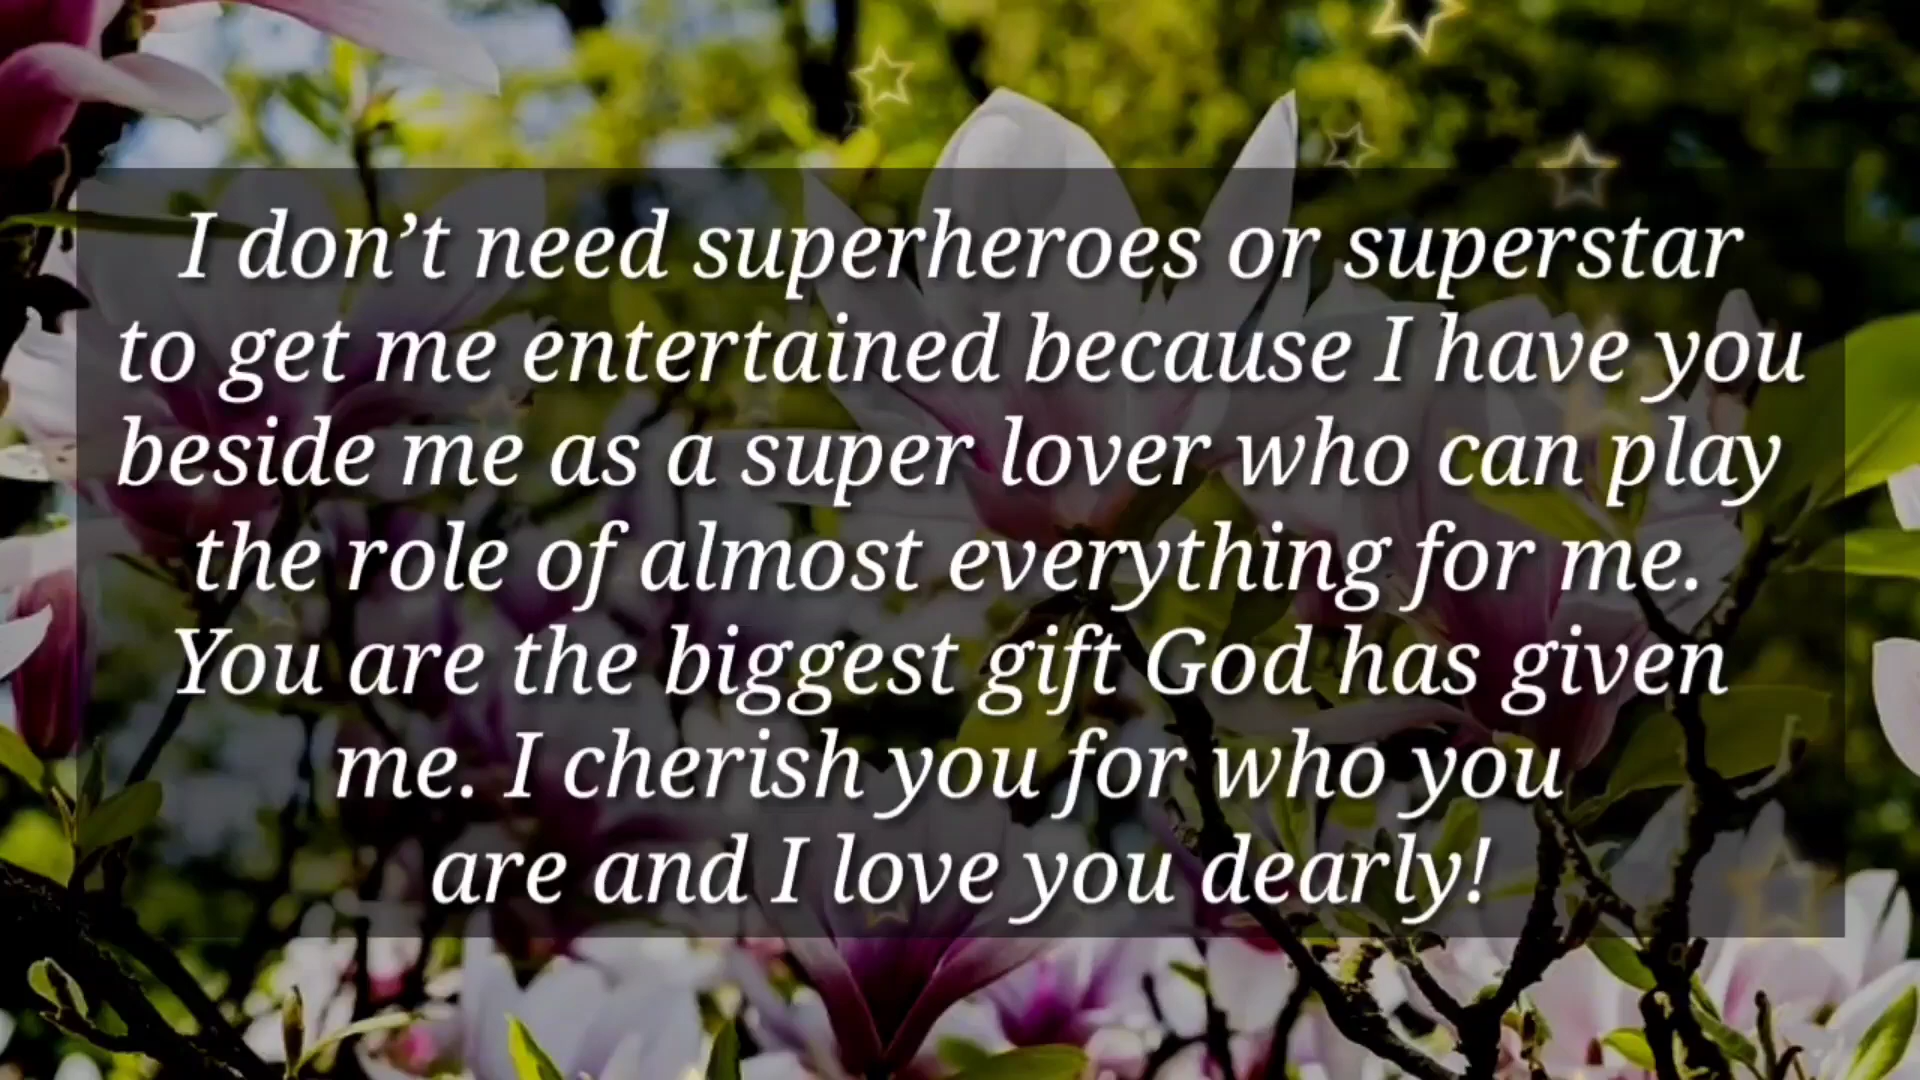 I don’t need superheroes or superstar
to get me entertained because I have you
beside me as a super lover who can play
the role of almost everything for me.
You are the biggest gift God has given
me. I cherish you for who you
are and I love you dearly!